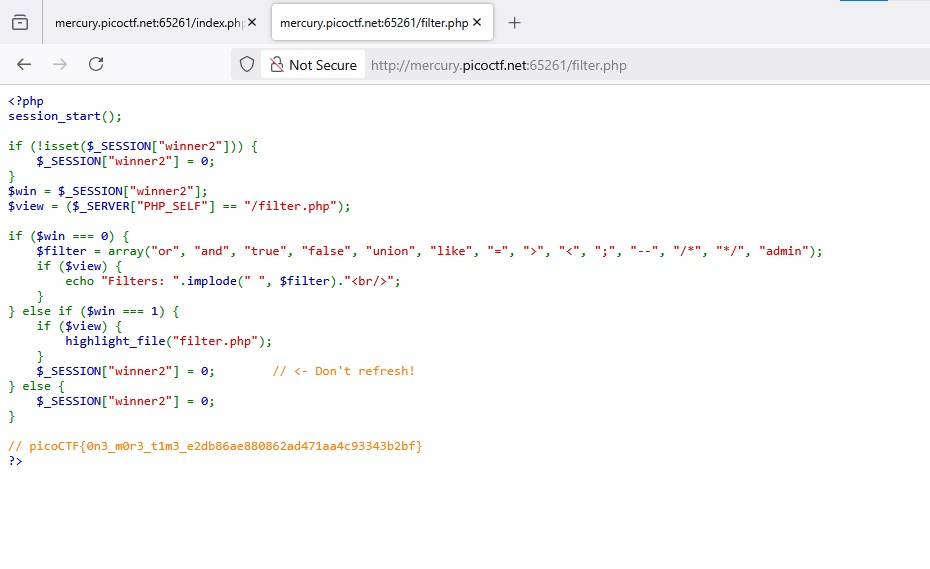 mercury.picoctf.net:65261/index.ph
mercury.picoctf.net:65261/filter.php
Not Secure
http://mercury.picoctf.net:65261/filter.php
<?php
session_start();

if (!isset($_SESSION["winner2"])) {
    $_SESSION["winner2"] = 0;
}
$win = $_SESSION["winner2"];
$view = ($_SERVER["PHP_SELF"] == "/filter.php");

if ($win === 0) {
    $filter = array("or", "and", "true", "false", "union", "like", "=", ">", "<", ";", "--", "/*", "*/", "admin");
    if ($view) {
        echo "Filters: ".implode(" ", $filter)."<br/>";
    }
} else if ($win === 1) {
    if ($view) {
        highlight_file("filter.php");
    }
    $_SESSION["winner2"] = 0;        // <- Don't refresh!
} else {
    $_SESSION["winner2"] = 0;
}

// picoCTF{0n3_m0r3_t1m3_e2db86ae880862ad471aa4c93343b2bf}
?>